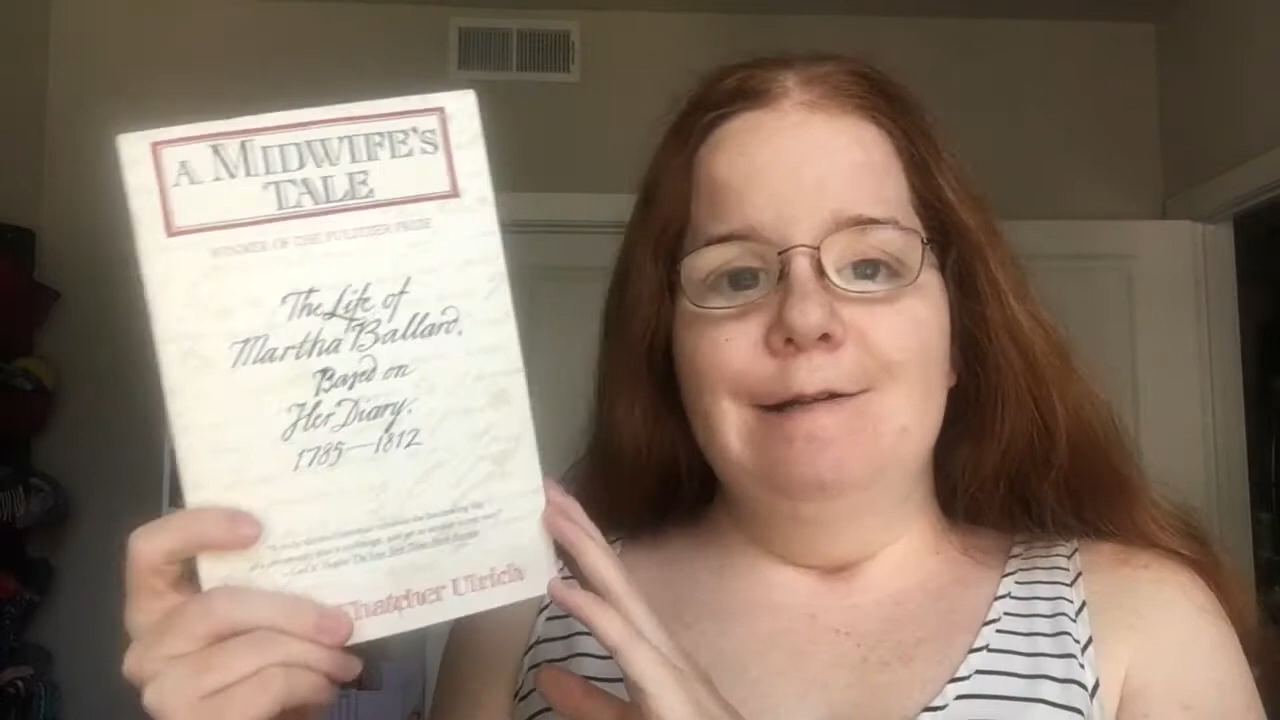 A MIDWIFE'S
TALE
WINNER OF THE PULITZER PRIZE
The Life of
Martha Ballard,
Based on
Her Diary,
1785—1812
Thatcher Ulrich